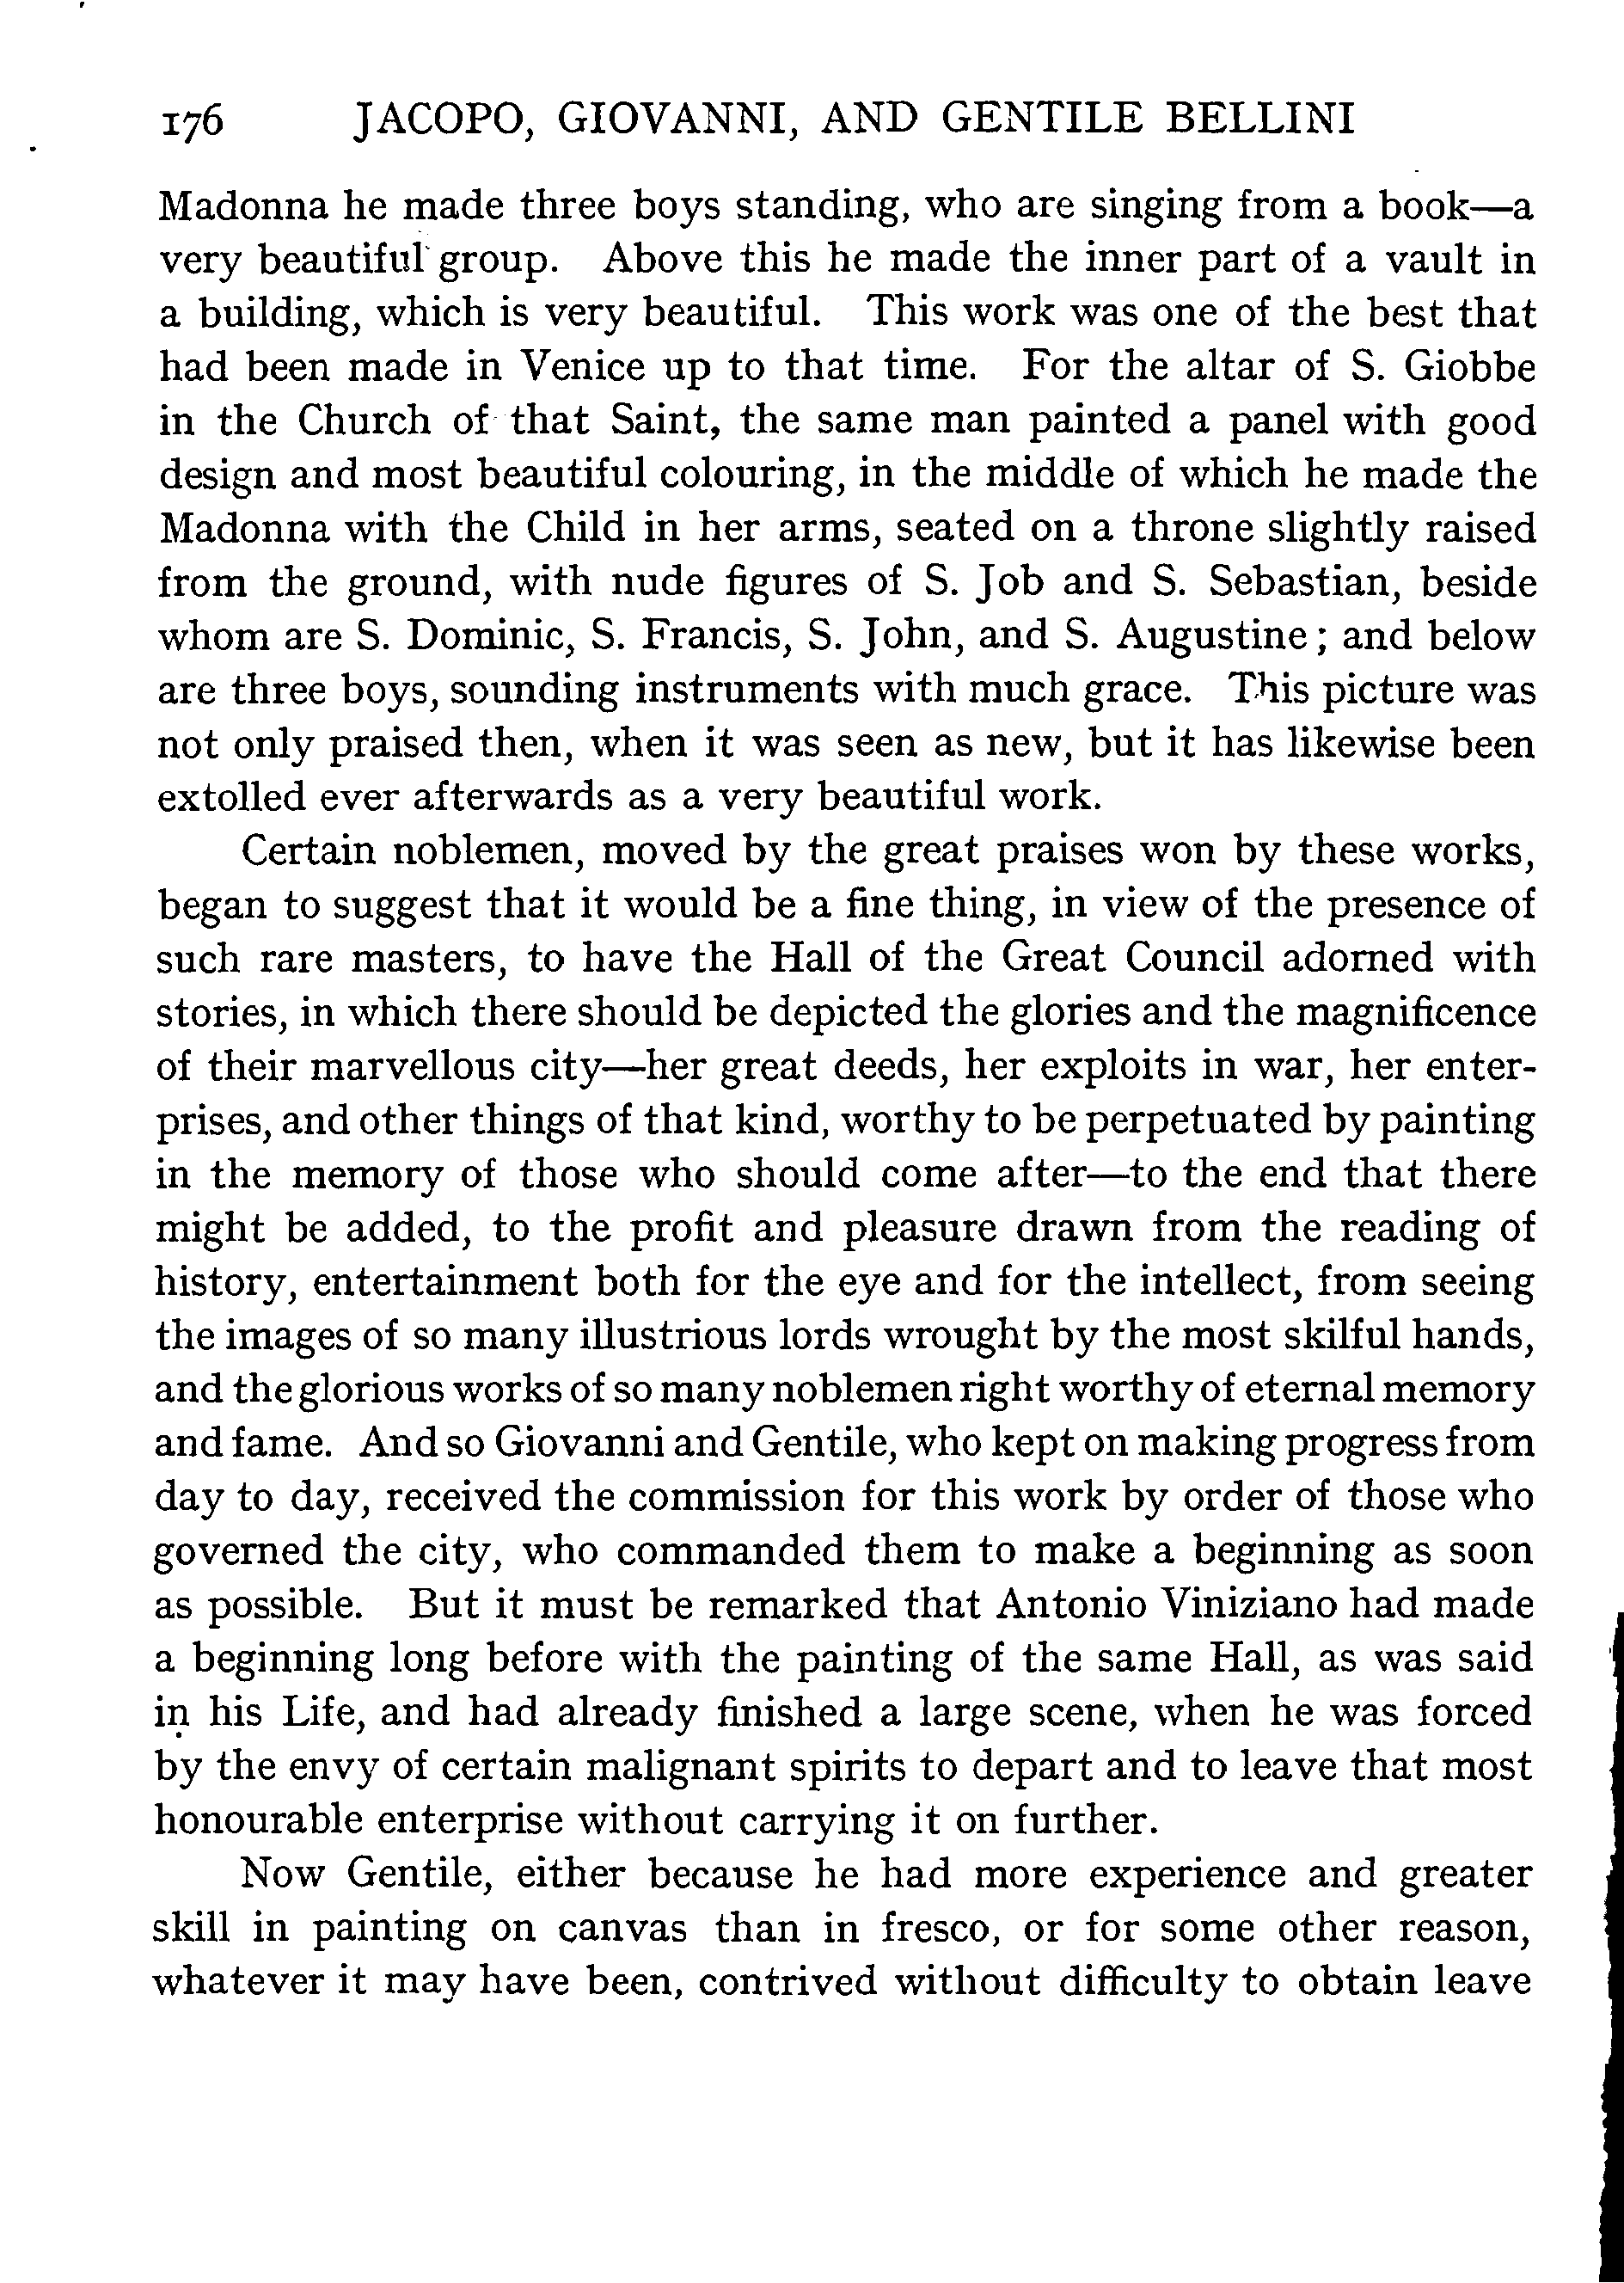 176 JACOPO, GIOVANNI, AND GENTILE BELLINI
Madonna he made three boys standing, who are singing from a book—a
very beautiful group. Above this he made the inner part of a vault in
a building, which is very beautiful. This work was one of the best that
had been made in Venice up to that time. For the altar of S. Giobbe
in the Church of that Saint, the same man painted a panel with good
design and most beautiful colouring, in the middle of which he made the
Madonna with the Child in her arms, seated on a throne slightly raised
from the ground, with nude figures of S. Job and S. Sebastian, beside
whom are S. Dominic, S. Francis, S. John, and S. Augustine; and below
are three boys, sounding instruments with much grace. This picture was
not only praised then, when it was seen as new, but it has likewise been
extolled ever afterwards as a very beautiful work.
Certain noblemen, moved by the great praises won by these works,
began to suggest that it would be a fine thing, in view of the presence of
such rare masters, to have the Hall of the Great Council adorned with
stories, in which there should be depicted the glories and the magnificence
of their marvellous city—her great deeds, her exploits in war, her enter-
prises, and other things of that kind, worthy to be perpetuated by painting
in the memory of those who should come after—to the end that there
might be added, to the profit and pleasure drawn from the reading of
history, entertainment both for the eye and for the intellect, from seeing
the images of so many illustrious lords wrought by the most skilful hands,
and the glorious works of so many noblemen right worthy of eternal memory
and fame. And so Giovanni and Gentile, who kept on making progress from
day to day, received the commission for this work by order of those who
governed the city, who commanded them to make a beginning as soon
as possible. But it must be remarked that Antonio Viniziano had made
a beginning long before with the painting of the same Hall, as was said
in his Life, and had already finished a large scene, when he was forced
by the envy of certain malignant spirits to depart and to leave that most
honourable enterprise without carrying it on further.
Now Gentile, either because he had more experience and greater
skill in painting on canvas than in fresco, or for some other reason,
whatever it may have been, contrived without difficulty to obtain leave